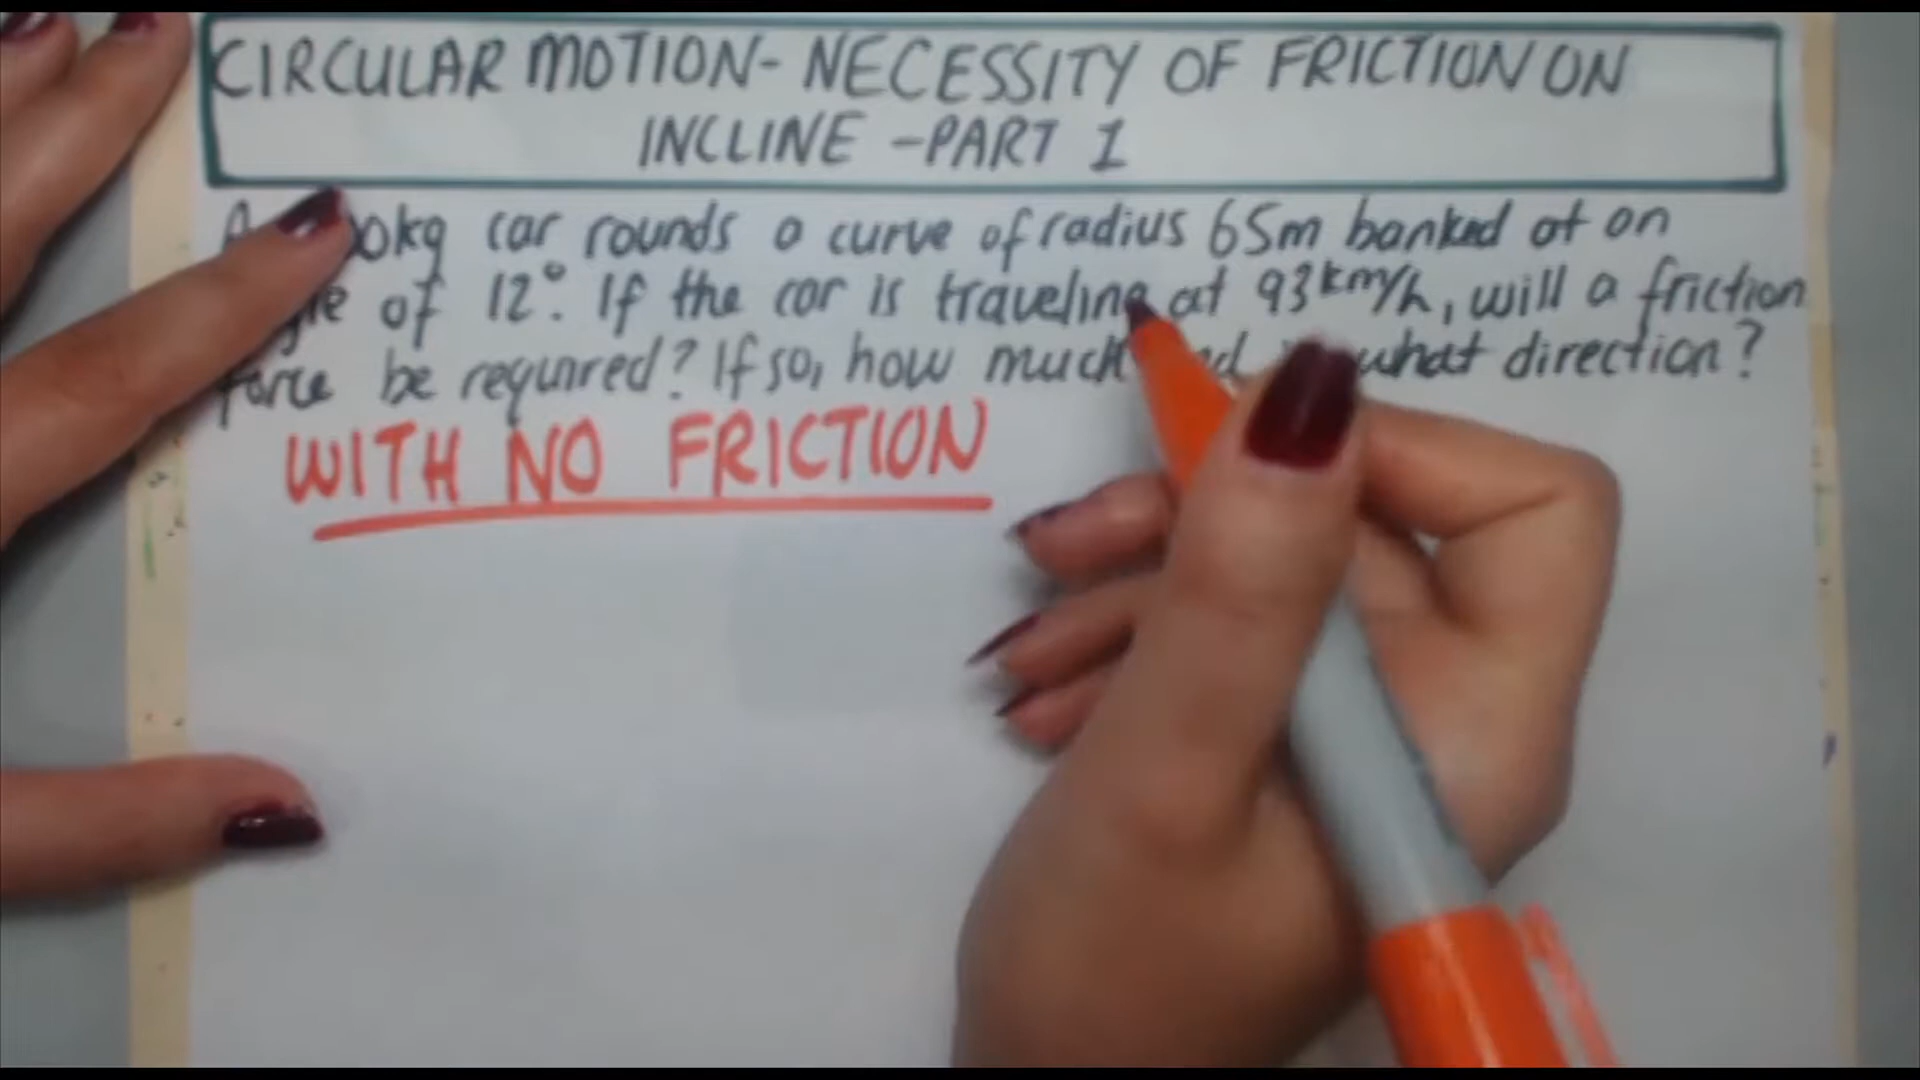 CIRCULAR MOTION- NECESSITY OF FRICTION ON
INCLINE -PART 1
A car rounds a curve of radius 65m banked at an
of 12°. If the car is traveling at 93km/h, will a friction
force be required? If so, how much what direction?
WITH NO FRICTION